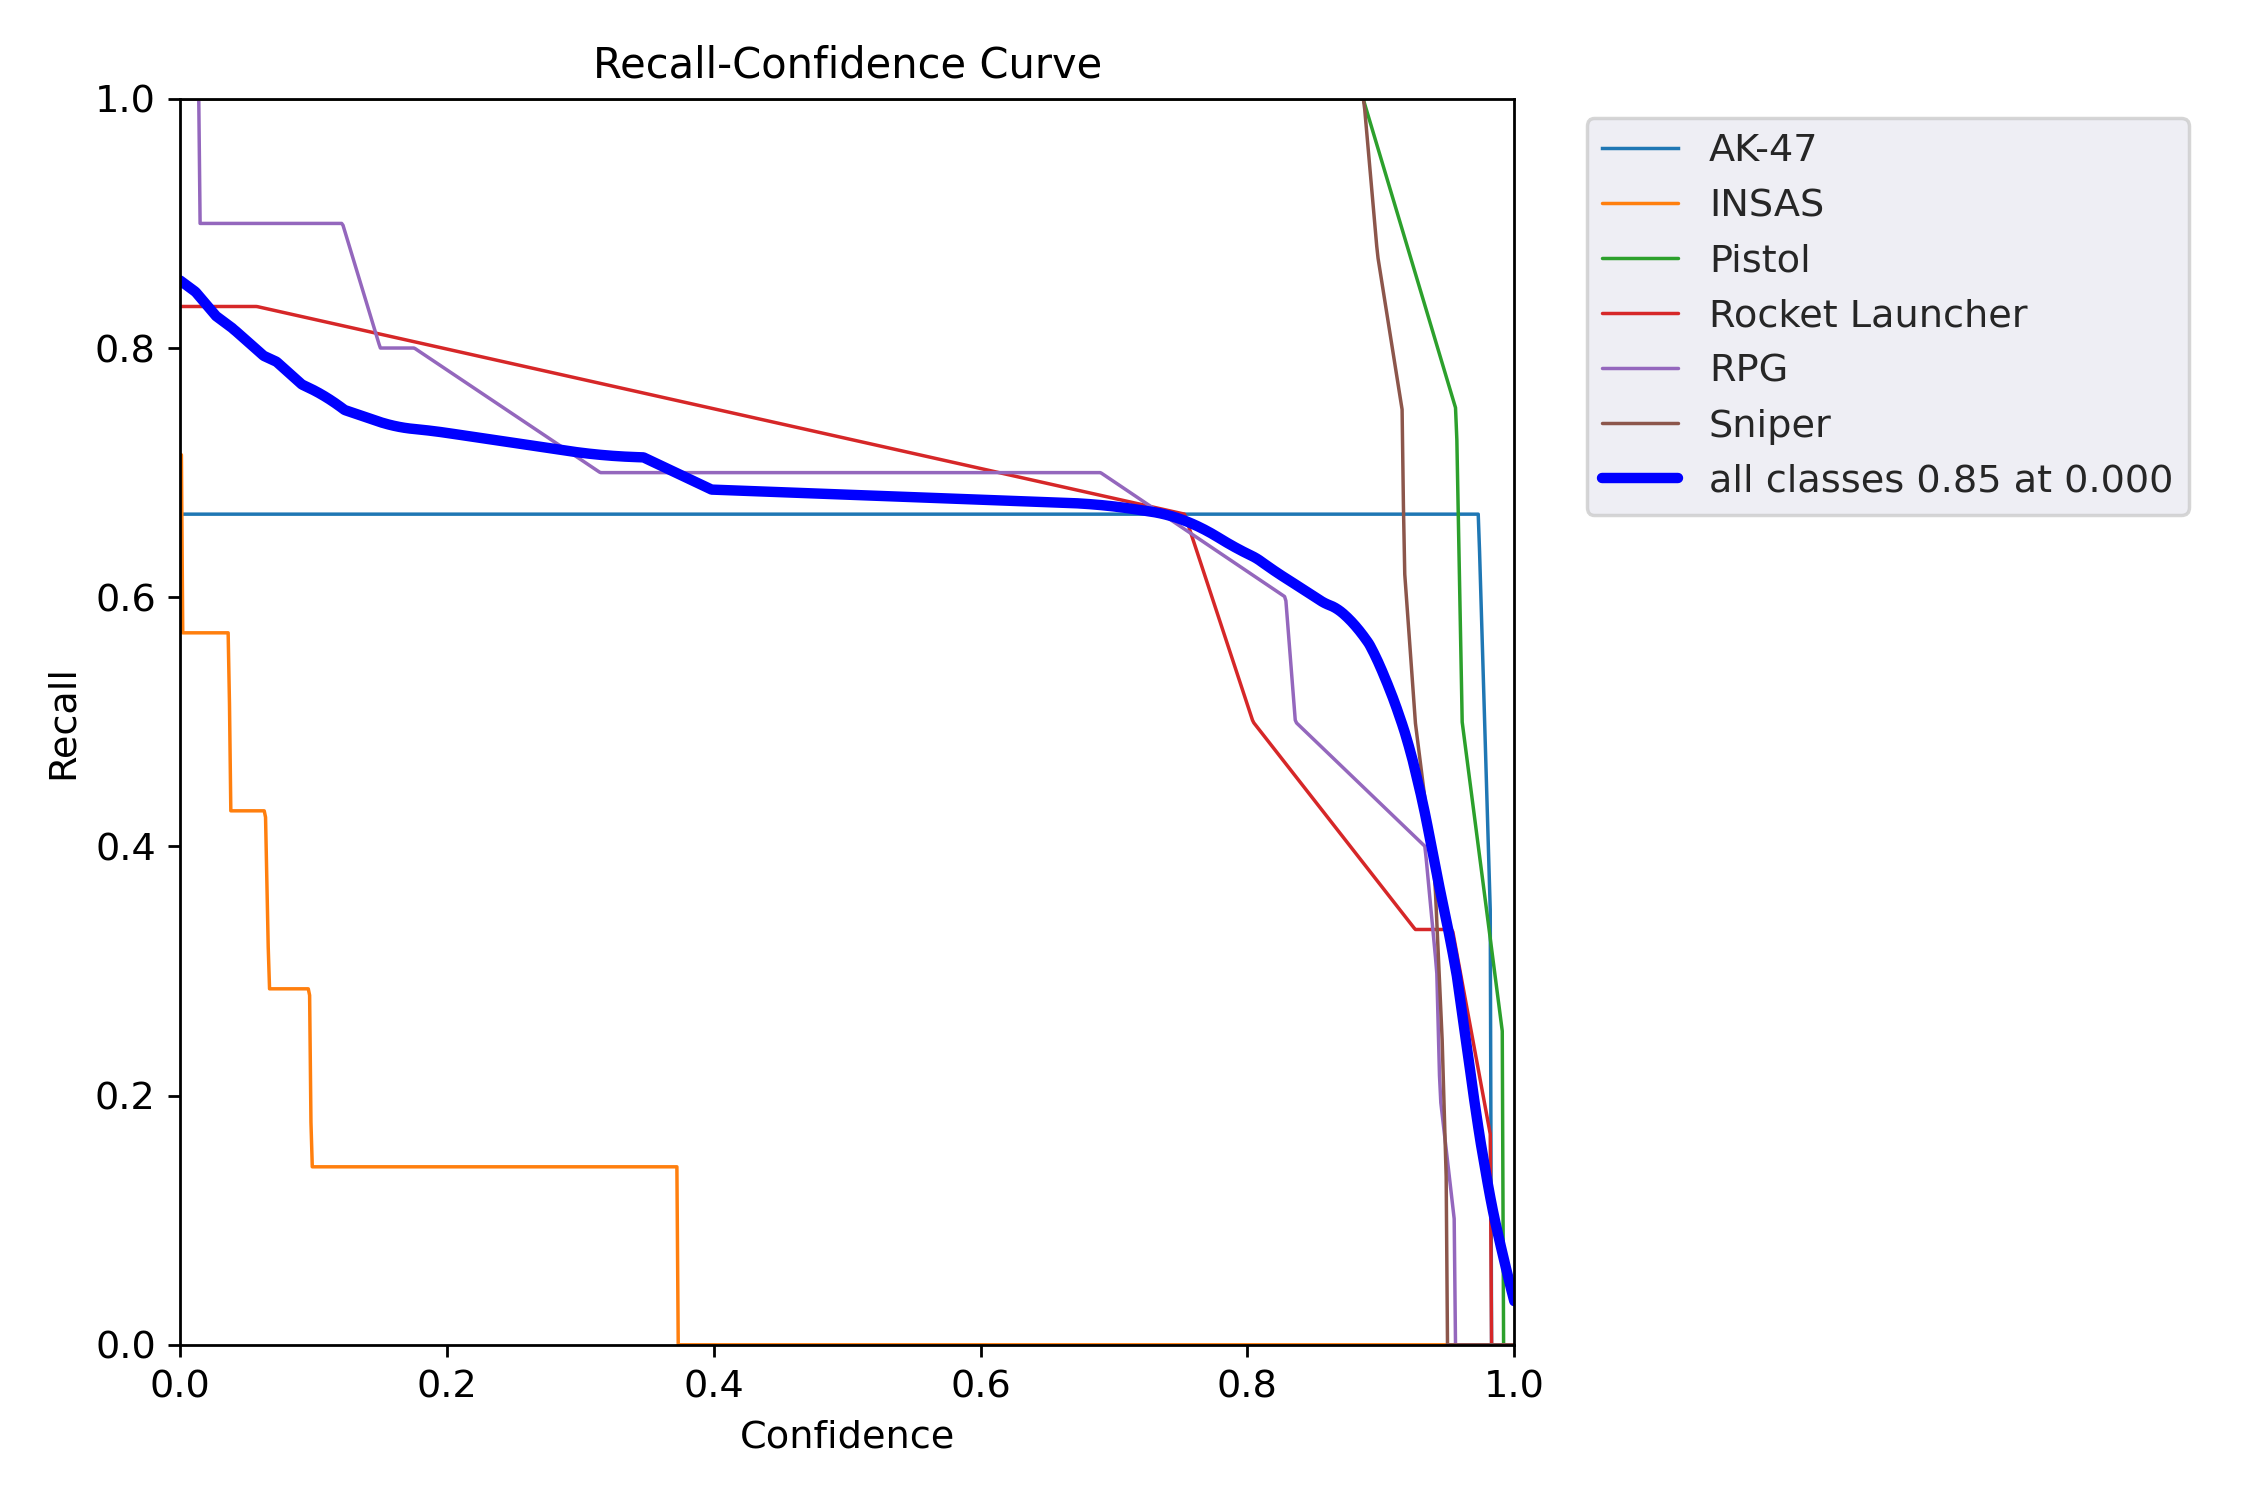 Recall-Confidence Curve
1.0
0.8
0.6
0.4
0.2
0.0
Recall
0.0 0.2 0.4 0.6 0.8 1.0
Confidence
AK-47
INSAS
Pistol
Rocket Launcher
RPG
Sniper
all classes 0.85 at 0.000